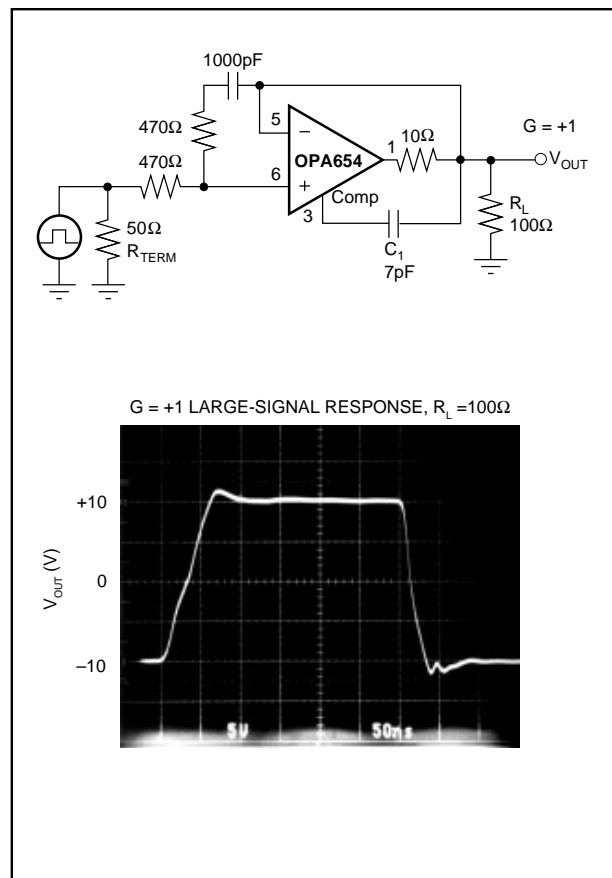 1000pF
470Ω
470Ω
5
−
OPA654
6
+
3
Comp
1
10Ω
G = +1
V_OUT
R_L
100Ω
50Ω
R_TERM
C_1
7pF
G = +1 LARGE-SIGNAL RESPONSE, R_L =100Ω
+10
0
−10
V_OUT (V)
5V 50ns